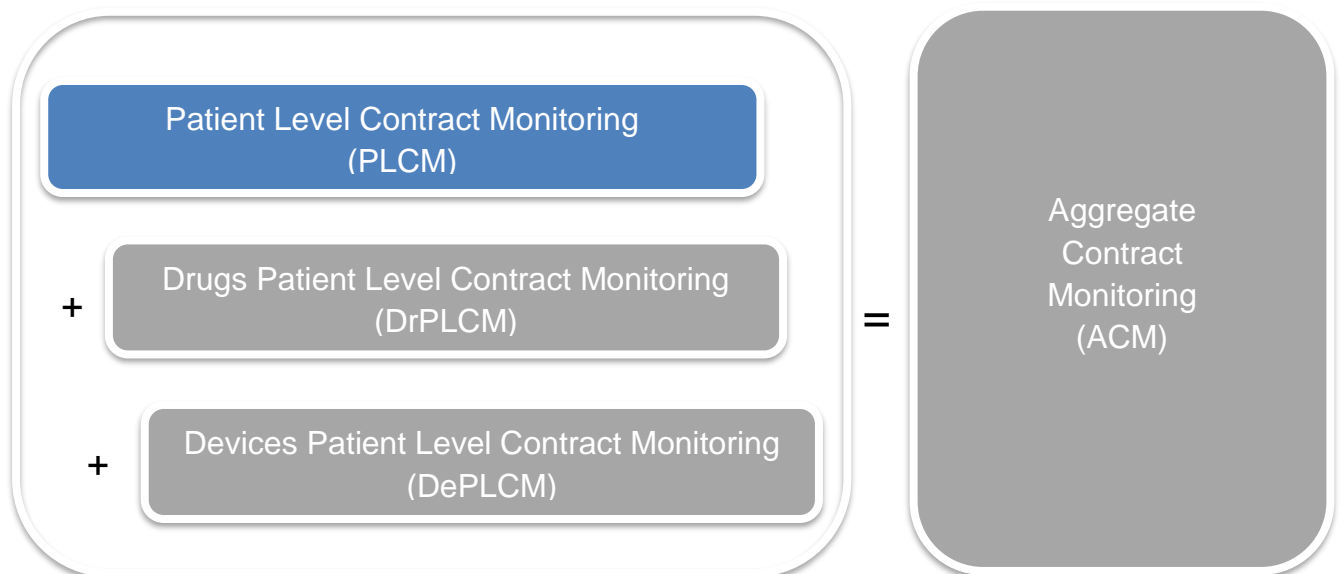 Patient Level Contract Monitoring
(PLCM)
+
Drugs Patient Level Contract Monitoring
(DrPLCM)
+
Devices Patient Level Contract Monitoring
(DePLCM)
=
Aggregate
Contract
Monitoring
(ACM)